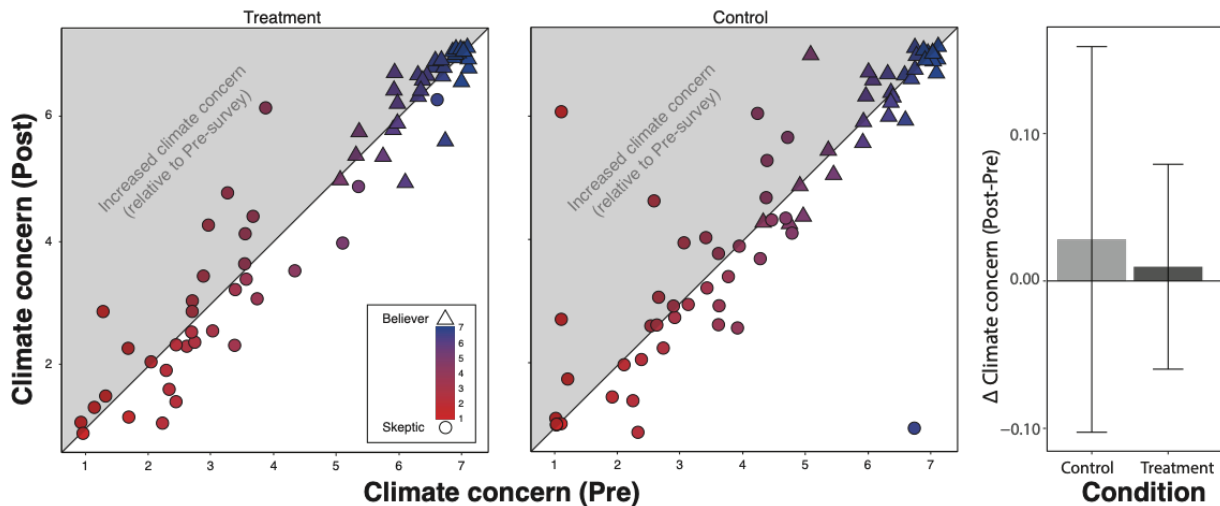 Treatment
Control
Increased climate concern
(relative to Pre-survey)
Increased climate concern
(relative to Pre-survey)
Climate concern (Post)
6
4
2
Believer
7
6
5
4
3
2
1
Skeptic
1 2 3 4 5 6 7
1 2 3 4 5 6 7
Climate concern (Pre)
Δ Climate concern (Post-Pre)
0.10
0.00
−0.10
Control Treatment
Condition